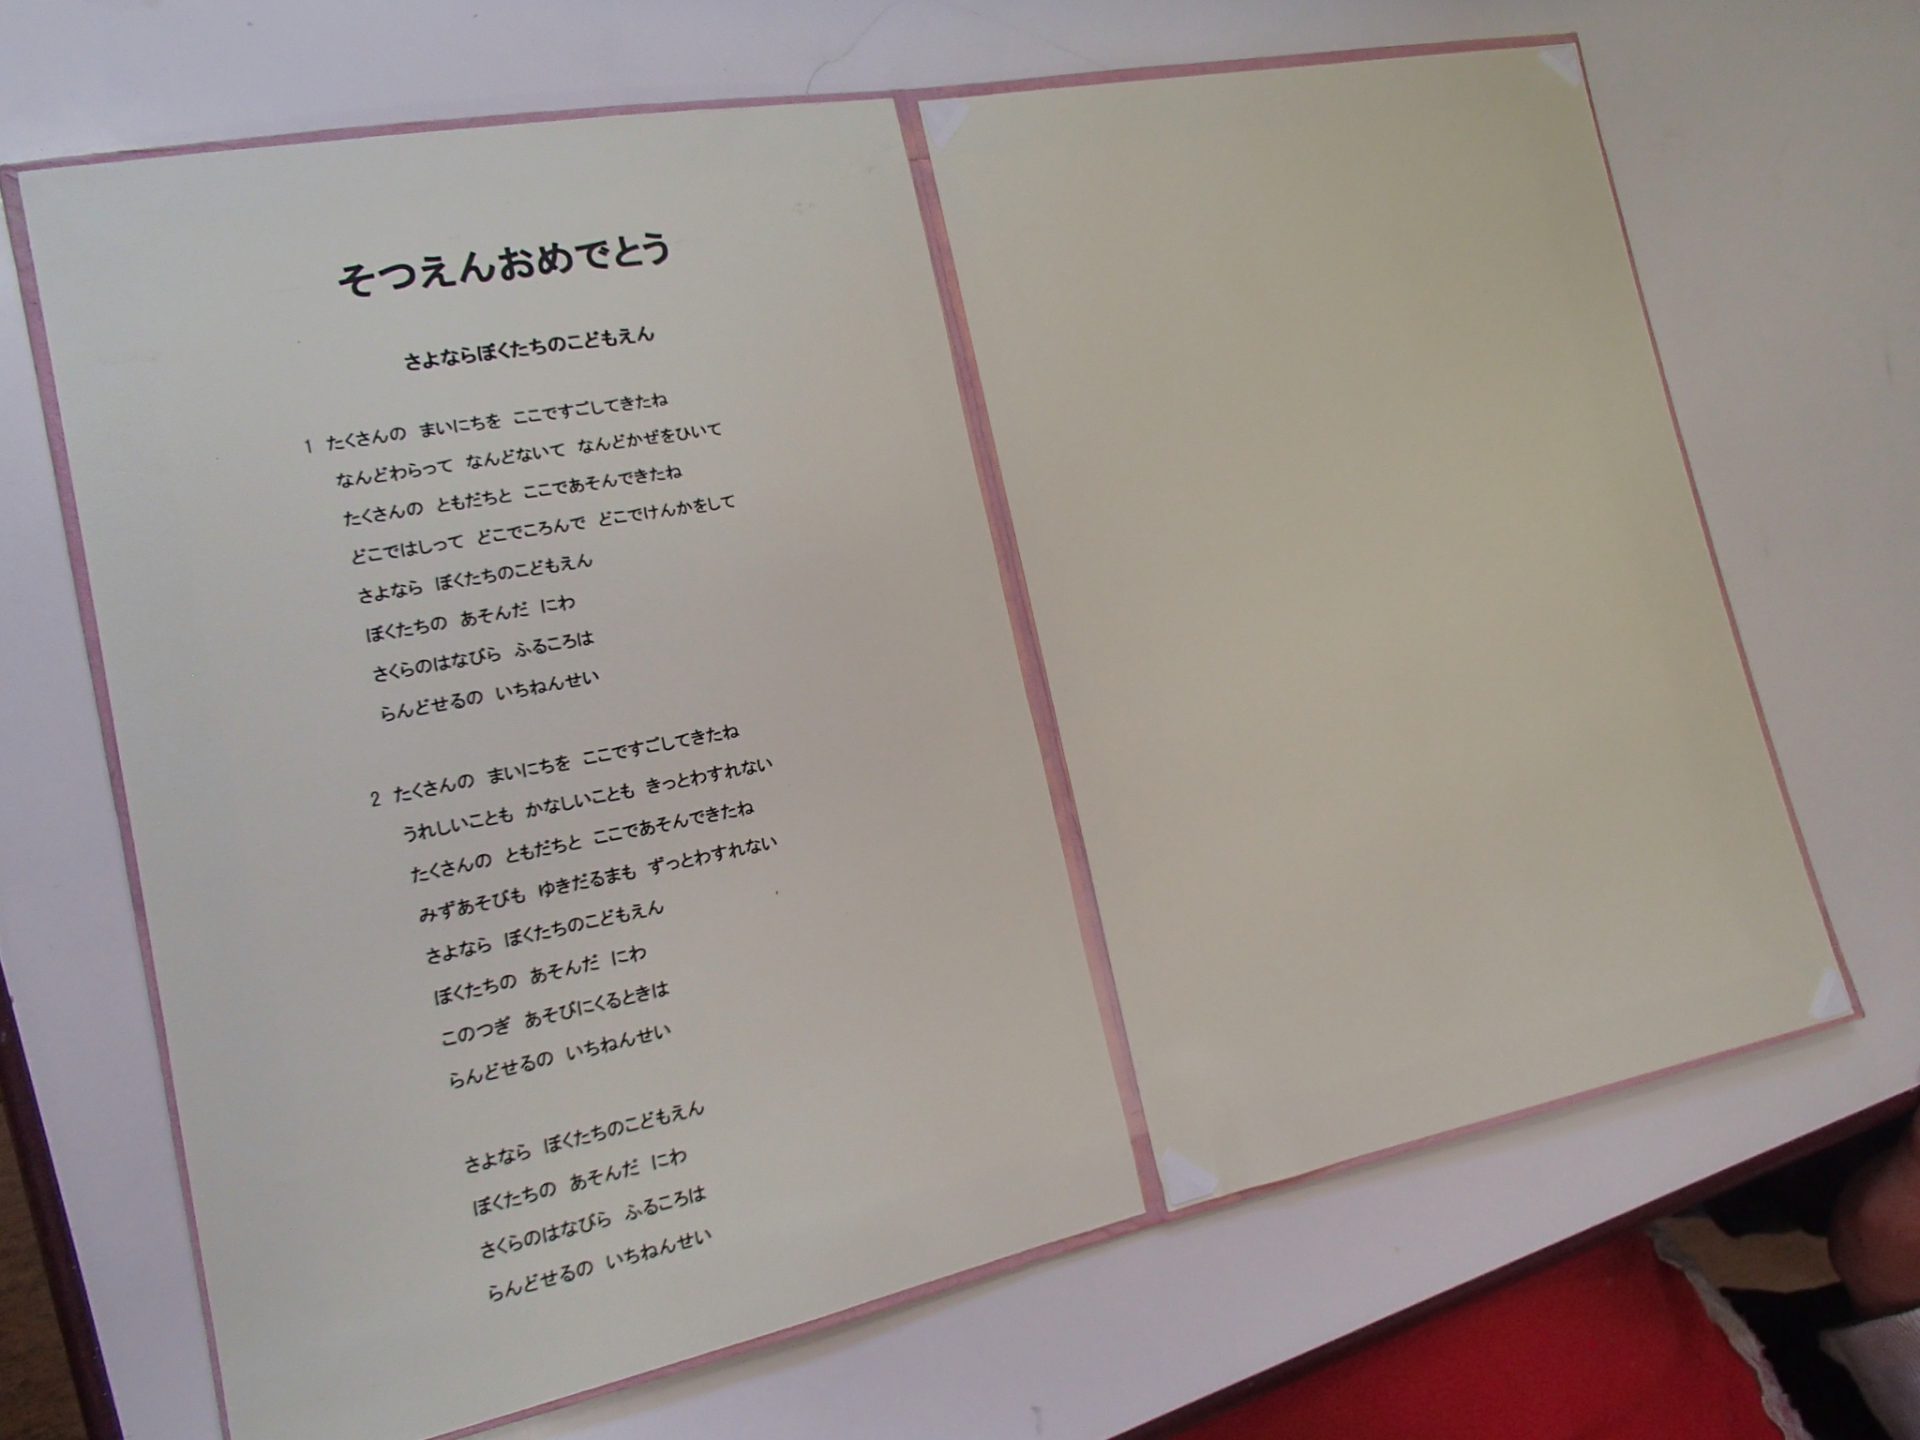 そつえんおめでとう
さよならぼくたちのこどもえん
1 たくさんの まいにちを ここですごしてきたね
なんどわらって なんどないて なんどかぜをひいて
たくさんの ともだちと ここであそんできたね
どこではしって どこでころんで どこでけんかをして
さよなら ぼくたちのこどもえん
ぼくたちの あそんだ にわ
さくらのはなびら ふるころは
らんどせるの いちねんせい
2 たくさんの まいにちを ここですごしてきたね
うれしいことも かなしいことも きっとわすれない
たくさんの ともだちと ここであそんできたね
みずあそびも ゆきだるまも ずっとわすれない
さよなら ぼくたちのこどもえん
ぼくたちの あそんだ にわ
このつぎ あそびにくるときは
らんどせるの いちねんせい
さよなら ぼくたちのこどもえん
ぼくたちの あそんだ にわ
さくらのはなびら ふるころは
らんどせるの いちねんせい